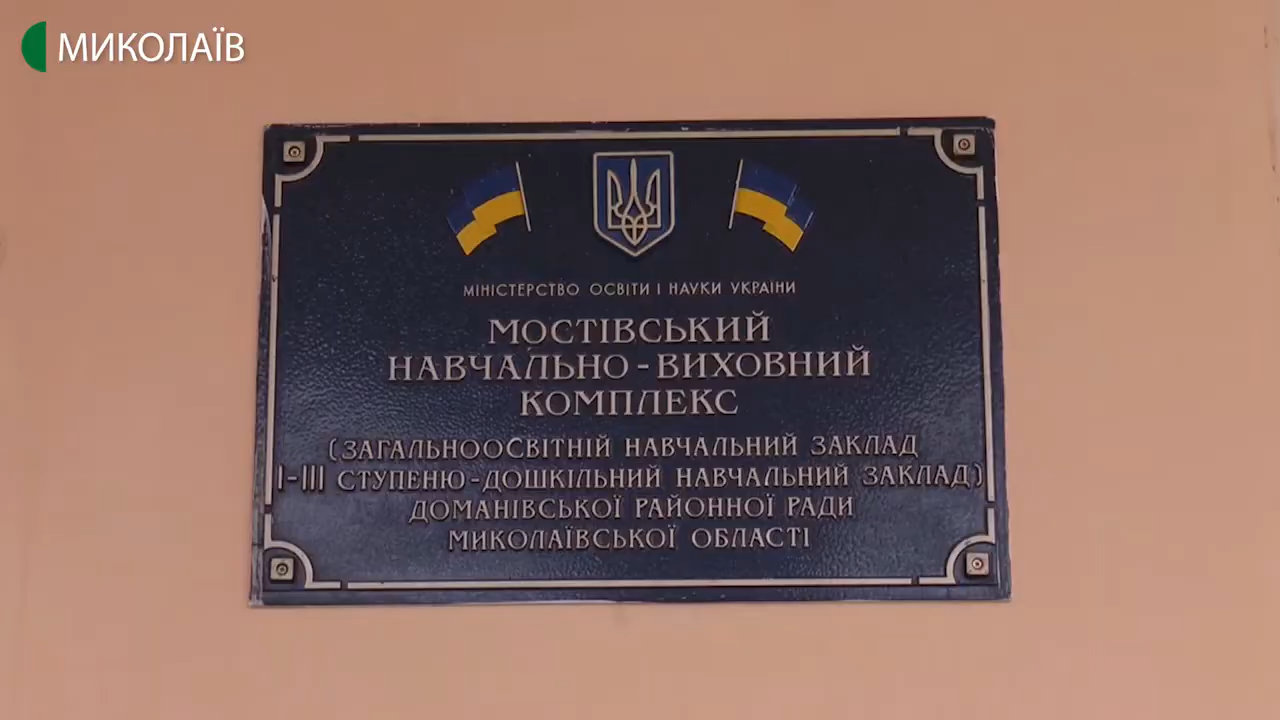 МИКОЛАЇВ
МІНІСТЕРСТВО ОСВІТИ І НАУКИ УКРАЇНИ
МОСТІВСЬКИЙ
НАВЧАЛЬНО-ВИХОВНИЙ
КОМПЛЕКС
(ЗАГАЛЬНООСВІТНІЙ НАВЧАЛЬНИЙ ЗАКЛАД
І-ІІІ СТУПЕНЮ-ДОШКІЛЬНИЙ НАВЧАЛЬНИЙ ЗАКЛАД)
ДОМАНІВСЬКОЇ РАЙОННОЇ РАДИ
МИКОЛАЇВСЬКОЇ ОБЛАСТІ